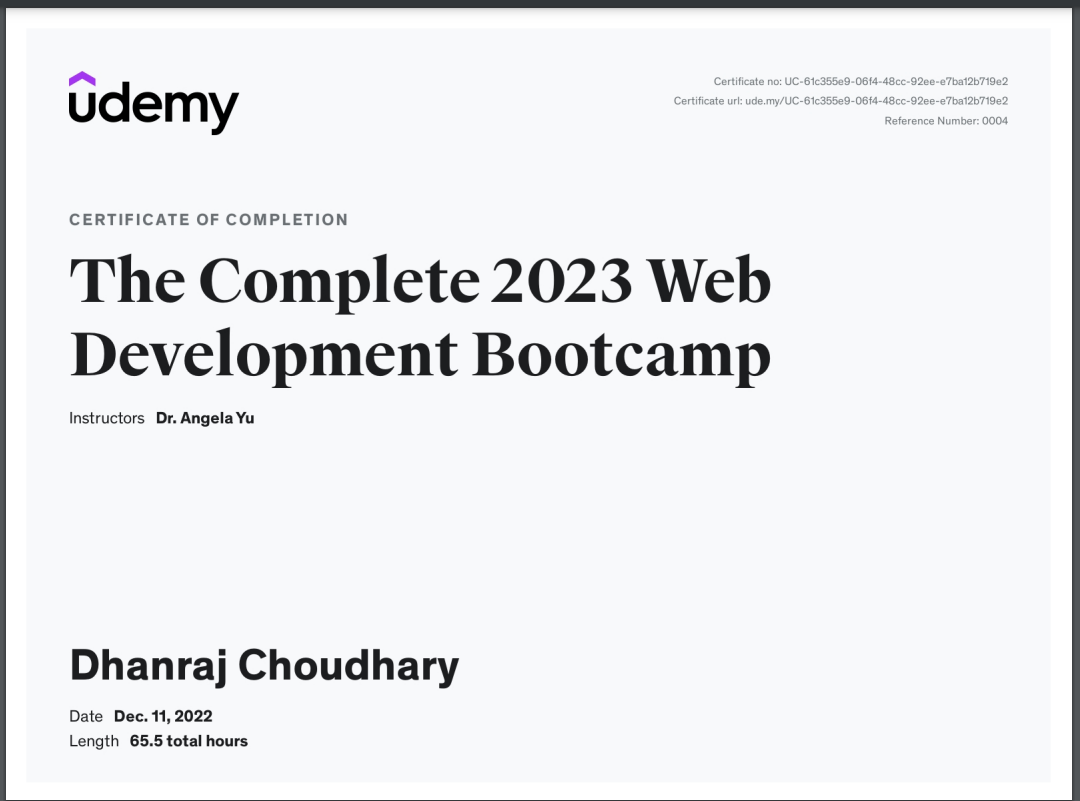 udemy
Certificate no: UC-61c355e9-06f4-48cc-92ee-e7ba12b719e2
Certificate url: ude.my/UC-61c355e9-06f4-48cc-92ee-e7ba12b719e2
Reference Number: 0004
CERTIFICATE OF COMPLETION
The Complete 2023 Web
Development Bootcamp
Instructors Dr. Angela Yu
Dhanraj Choudhary
Date Dec. 11, 2022
Length 65.5 total hours